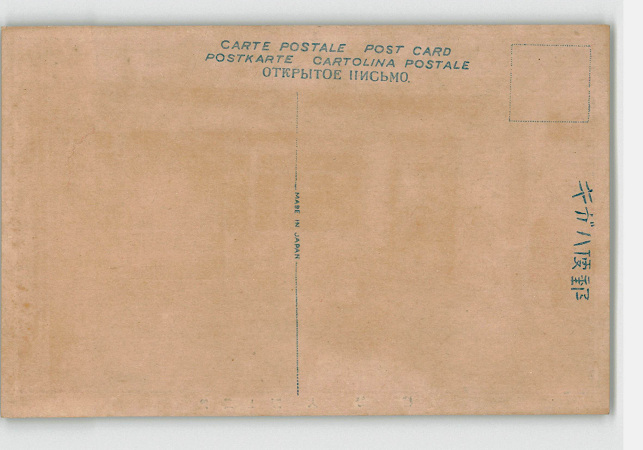 CARTE POSTALE POST CARD
POSTKARTE CARTOLINA POSTALE
ОТКРЫТОЕ ПИСЬМО.
MADE IN JAPAN
郵便ハガキ